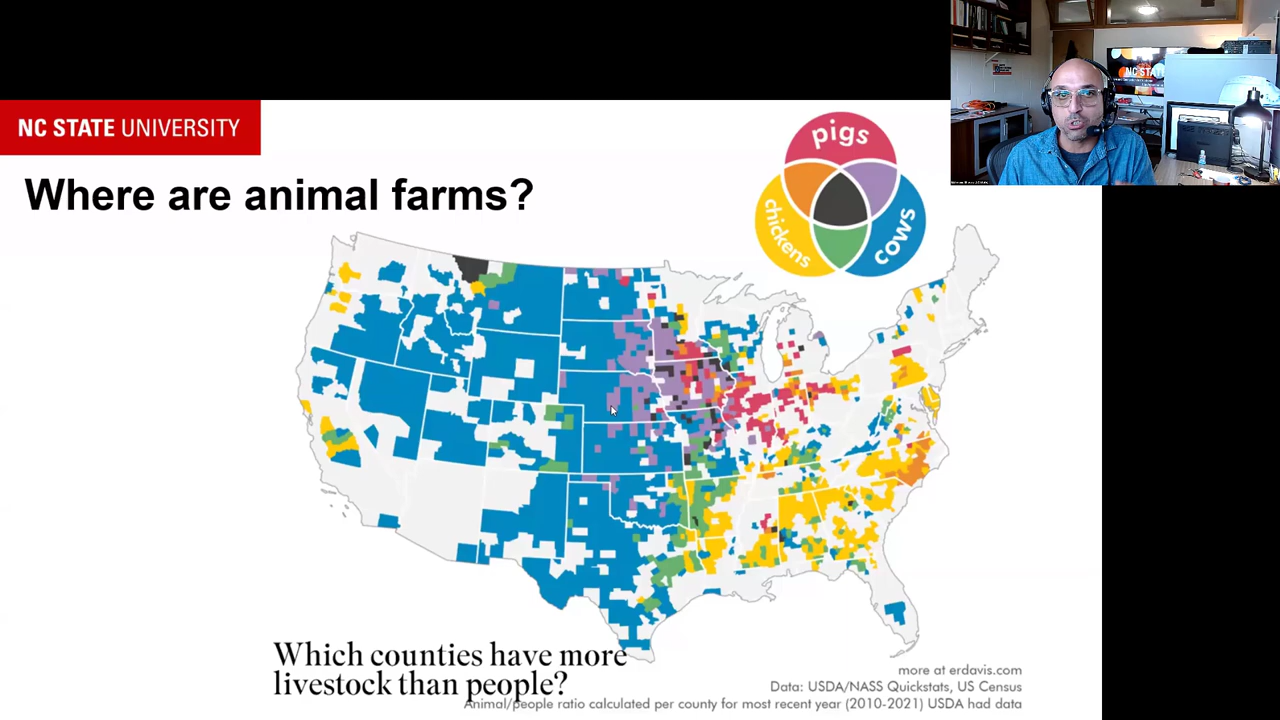 NC STATE UNIVERSITY
Where are animal farms?
pigs
chickens
cows
NC STATE
Which counties have more
livestock than people?
more at erdavis.com
Data: USDA/NASS Quickstats, US Census
Animal/people ratio calculated per county for most recent year (2010-2021) USDA had data